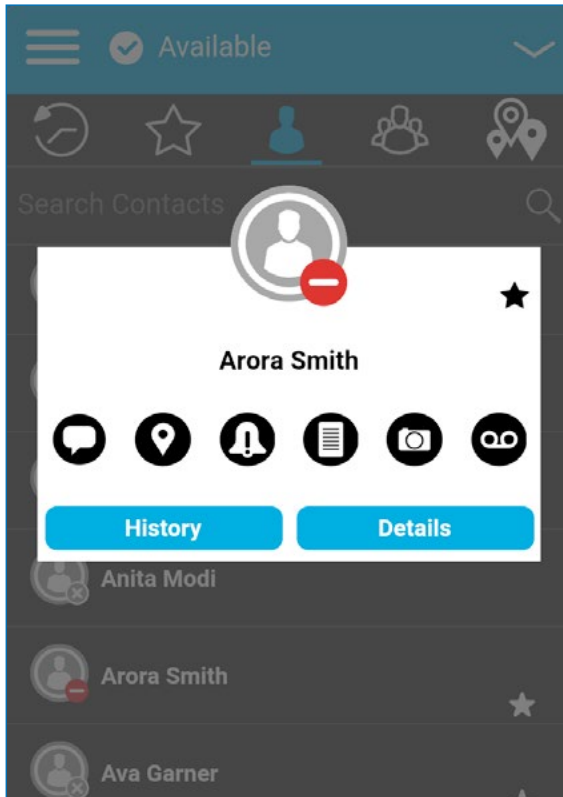 Available
Search Contacts
Arora Smith
History Details
Anita Modi
Arora Smith
Ava Garner